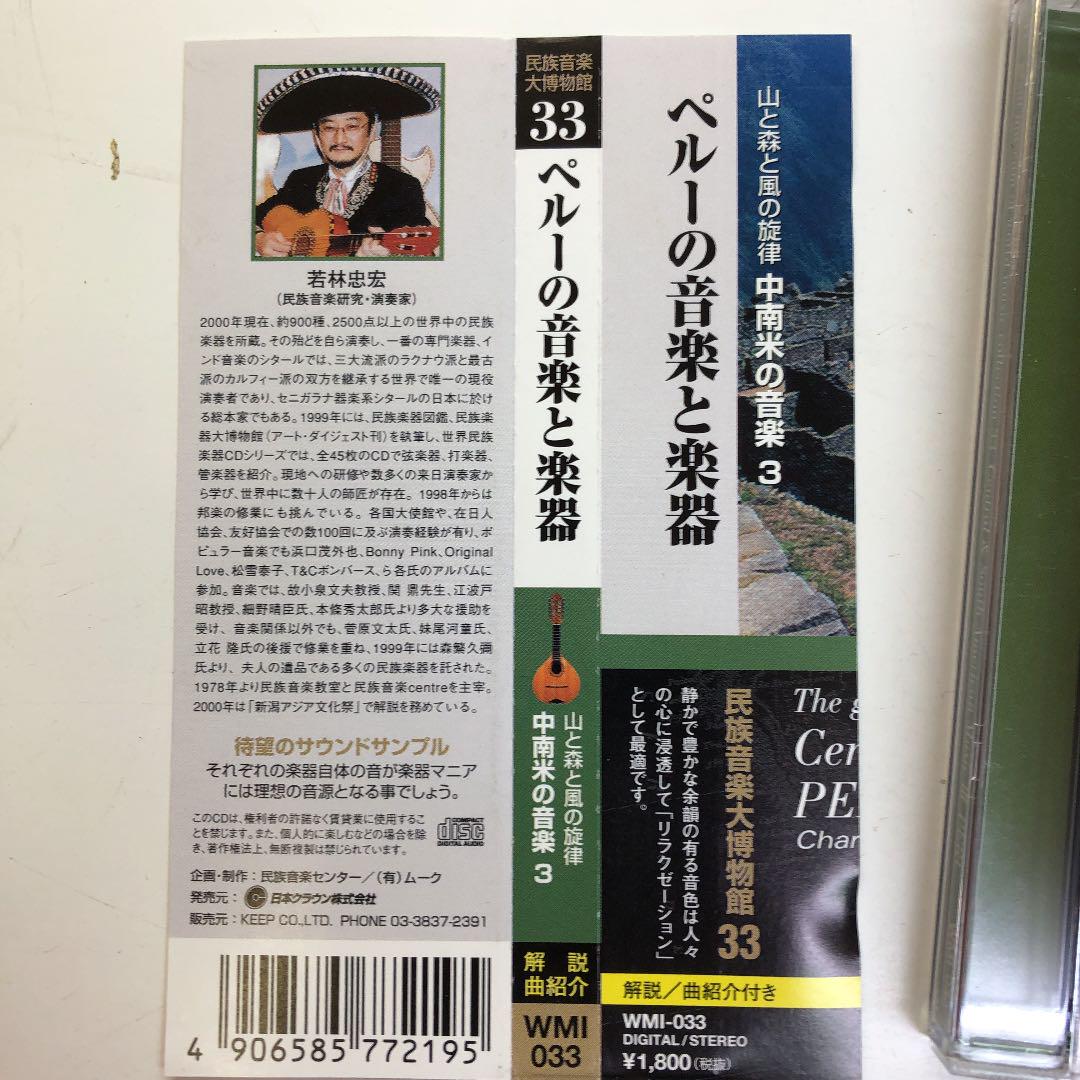 若林忠宏
(民族音楽研究・演奏家)
2000年現在、約900種、2500点以上の世界中の民族
楽器を所蔵。その殆どを自ら演奏し、一番の専門楽器、イ
ンド音楽のシタールでは、三大流派のラクナウ派と最古
派のカルフィー派の双方を継承する世界で唯一の現役
演奏者であり、セニガラナ器楽系シタールの日本に於け
る総本家でもある。1999年には、民族楽器図鑑、民族楽
器大博物館(アート・ダイジェスト刊)を執筆し、世界民族
楽器CDシリーズでは、全45枚のCDで弦楽器、打楽器、
管楽器を紹介。現地への研修や数多くの来日演奏家か
ら学び、世界中に数十人の師匠が存在。1998年からは
邦楽の修業にも挑んでいる。各国大使館や、在日人
協会、友好協会での数100回に及ぶ演奏経験が有り、ポ
ピュラー音楽でも浜口茂外也、Bonny Pink、Original
Love、松雪泰子、T&Cボンバース、ら各氏のアルバムに
参加。音楽では、故小泉文夫教授、関 鼎先生、江波戸
昭教授、細野晴臣氏、本條秀太郎氏より多大な援助を
受け、音楽関係以外でも、菅原文太氏、妹尾河童氏、
立花 隆氏の後援で修業を重ね、1999年には森繁久彌
氏より、夫人の遺品である多くの民族楽器を託された。
1978年より民族音楽教室と民族音楽centreを主宰。
2000年は「新潟アジア文化祭」で解説を務めている。
待望のサウンドサンプル
それぞれの楽器自体の音が楽器マニア
には理想の音源となる事でしょう。
このCDは、権利者の許諾なく賃貸業に使用するこ
とを禁じます。また、個人的に楽しむなどの場合を除
き、著作権法上、無断複製は禁じられています。
COMPACT
disc
DIGITAL AUDIO
企画・制作：民族音楽センター/(有)ムーク
発売元：日本クラウン株式会社
販売元：KEEP CO.,LTD. PHONE 03-3837-2391
4 906585 772195
民族音楽
大博物館
33
ペルーの音楽と楽器
山と森と風の旋律
中南米の音楽 3
解説
曲紹介
WMI
033
山と森と風の旋律 中南米の音楽 3
ペルーの音楽と楽器
民族音楽大博物館 33
静かで豊かな余韻の有る音色は人々
の心に浸透して「リラクゼーション」
として最適です。
The g
Cen
PE
Char
解説/曲紹介付き
WMI-033
DIGITAL/STEREO
¥1,800(税抜)